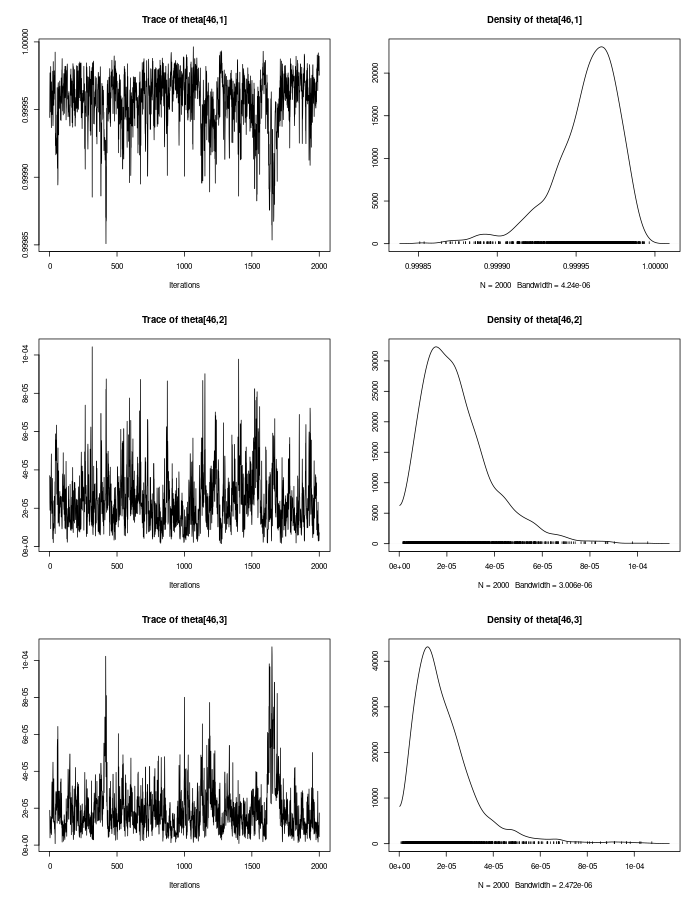 Trace of theta[46,1]
1.00000
0.99995
0.99990
0.99985
0 500 1000 1500 2000
Iterations
Density of theta[46,1]
20000
15000
10000
5000
0
0.99985 0.99990 0.99995 1.00000
N = 2000 Bandwidth = 4.24e-06
Trace of theta[46,2]
1e-04
8e-05
6e-05
4e-05
2e-05
0e+00
0 500 1000 1500 2000
Iterations
Density of theta[46,2]
30000
25000
20000
15000
10000
5000
0
0e+00 2e-05 4e-05 6e-05 8e-05 1e-04
N = 2000 Bandwidth = 3.006e-06
Trace of theta[46,3]
1e-04
8e-05
6e-05
4e-05
2e-05
0e+00
0 500 1000 1500 2000
Iterations
Density of theta[46,3]
40000
30000
20000
10000
0
0e+00 2e-05 4e-05 6e-05 8e-05 1e-04
N = 2000 Bandwidth = 2.472e-06